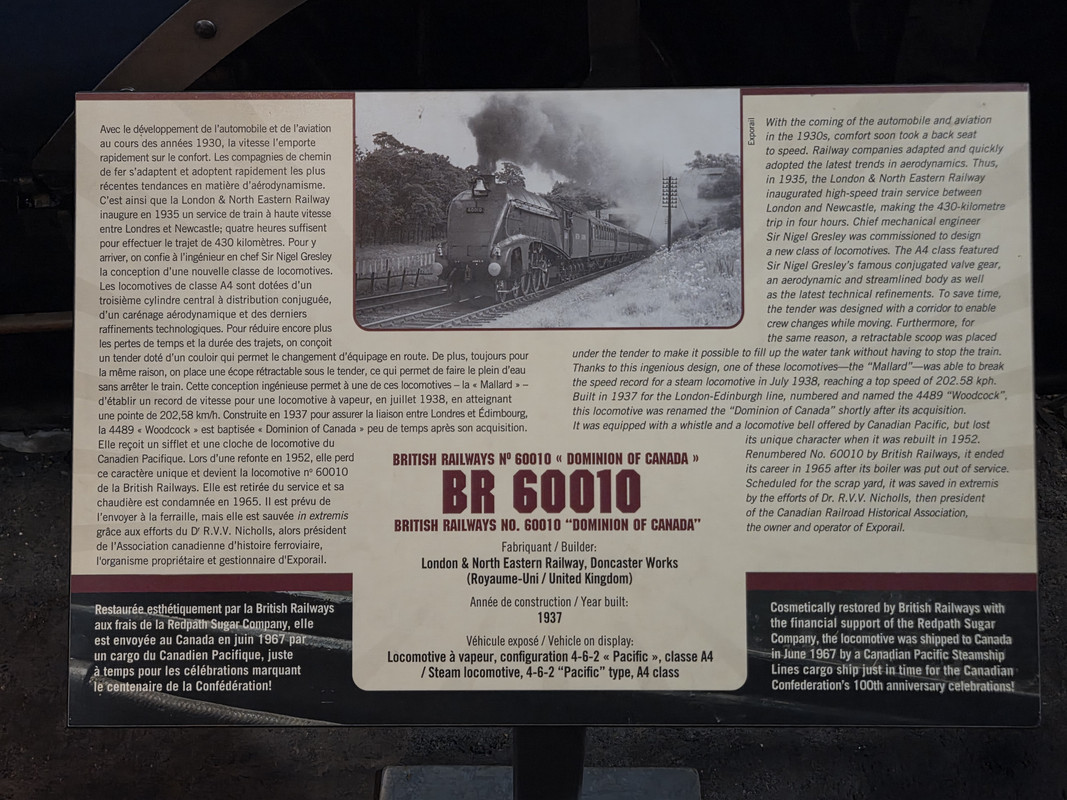 Avec le développement de l'automobile et de l'aviation
au cours des années 1930, la vitesse l'emporte
rapidement sur le confort. Les compagnies de chemin
de fer s'adaptent et adoptent rapidement les plus
récentes tendances en matière d'aérodynamisme.
C'est ainsi que la London & North Eastern Railway
inaugure en 1935 un service de train à haute vitesse
entre Londres et Newcastle; quatre heures suffisent
pour effectuer le trajet de 430 kilomètres. Pour y
arriver, on confie à l'ingénieur en chef Sir Nigel Gresley
la conception d'une nouvelle classe de locomotives.
Les locomotives de classe A4 sont dotées d'un
troisième cylindre central à distribution conjuguée,
d'un carénage aérodynamique et des derniers
raffinements technologiques. Pour réduire encore plus
les pertes de temps et la durée des trajets, on conçoit
un tender doté d'un couloir qui permet le changement d'équipage en route. De plus, toujours pour
la même raison, on place une écope rétractable sous le tender, ce qui permet de faire le plein d'eau
sans arrêter le train. Cette conception ingénieuse permet à une de ces locomotives – la « Mallard » –
d'établir un record de vitesse pour une locomotive à vapeur, en juillet 1938, en atteignant
une pointe de 202,58 km/h. Construite en 1937 pour assurer la liaison entre Londres et Édimbourg,
la 4489 « Woodcock » est baptisée « Dominion of Canada » peu de temps après son acquisition.
Elle reçoit un sifflet et une cloche de locomotive du
Canadien Pacifique. Lors d'une refonte en 1952, elle perd
ce caractère unique et devient la locomotive nº 60010
de la British Railways. Elle est retirée du service et sa
chaudière est condamnée en 1965. Il est prévu de
l'envoyer à la ferraille, mais elle est sauvée in extremis
grâce aux efforts du Dr R.V.V. Nicholls, alors président
de l'Association canadienne d'histoire ferroviaire,
l'organisme propriétaire et gestionnaire d'Exporail.
Restaurée esthétiquement par la British Railways
aux frais de la Redpath Sugar Company, elle
est envoyée au Canada en juin 1967 par
un cargo du Canadien Pacifique, juste
à temps pour les célébrations marquant
le centenaire de la Confédération!
Exporail
BRITISH RAILWAYS Nº 60010 « DOMINION OF CANADA »
BR 60010
BRITISH RAILWAYS NO. 60010 “DOMINION OF CANADA”
Fabriquant / Builder:
London & North Eastern Railway, Doncaster Works
(Royaume-Uni / United Kingdom)
Année de construction / Year built:
1937
Véhicule exposé / Vehicle on display:
Locomotive à vapeur, configuration 4-6-2 « Pacific », classe A4
/ Steam locomotive, 4-6-2 “Pacific” type, A4 class
With the coming of the automobile and aviation
in the 1930s, comfort soon took a back seat
to speed. Railway companies adapted and quickly
adopted the latest trends in aerodynamics. Thus,
in 1935, the London & North Eastern Railway
inaugurated high-speed train service between
London and Newcastle, making the 430-kilometre
trip in four hours. Chief mechanical engineer
Sir Nigel Gresley was commissioned to design
a new class of locomotives. The A4 class featured
Sir Nigel Gresley's famous conjugated valve gear,
an aerodynamic and streamlined body as well
as the latest technical refinements. To save time,
the tender was designed with a corridor to enable
crew changes while moving. Furthermore, for
the same reason, a retractable scoop was placed
under the tender to make it possible to fill up the water tank without having to stop the train.
Thanks to this ingenious design, one of these locomotives—the “Mallard”—was able to break
the speed record for a steam locomotive in July 1938, reaching a top speed of 202.58 kph.
Built in 1937 for the London-Edinburgh line, numbered and named the 4489 “Woodcock”,
this locomotive was renamed the “Dominion of Canada” shortly after its acquisition.
It was equipped with a whistle and a locomotive bell offered by Canadian Pacific, but lost
its unique character when it was rebuilt in 1952.
Renumbered No. 60010 by British Railways, it ended
its career in 1965 after its boiler was put out of service.
Scheduled for the scrap yard, it was saved in extremis
by the efforts of Dr. R.V.V. Nicholls, then president
of the Canadian Railroad Historical Association,
the owner and operator of Exporail.
Cosmetically restored by British Railways with
the financial support of the Redpath Sugar
Company, the locomotive was shipped to Canada
in June 1967 by a Canadian Pacific Steamship
Lines cargo ship just in time for the Canadian
Confederation's 100th anniversary celebrations!